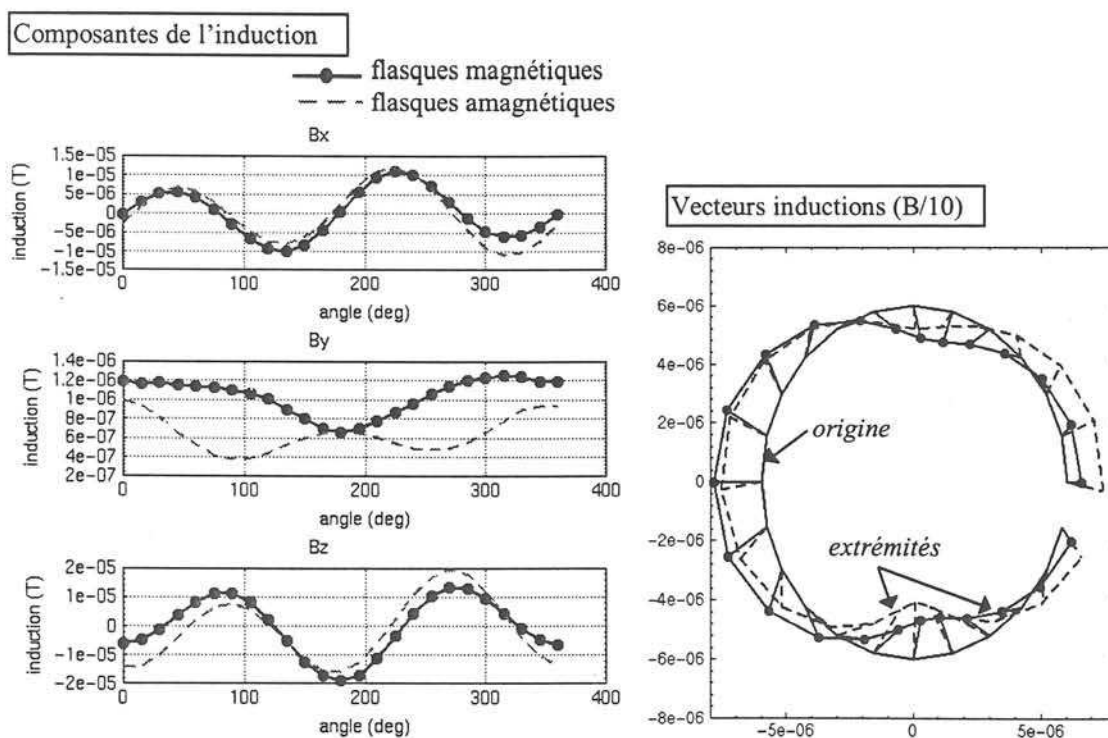 Composantes de l'induction
flasques magnétiques
flasques amagnétiques
Bx
induction (T)
1.5e-05
1e-05
5e-06
0
-5e-06
-1e-05
-1.5e-05
0 100 200 300 400
angle (deg)
By
induction (T)
1.4e-06
1.2e-06
1e-06
8e-07
6e-07
4e-07
2e-07
0 100 200 300 400
angle (deg)
Bz
induction (T)
2e-05
1e-05
0
-1e-05
-2e-05
0 100 200 300 400
angle (deg)
Vecteurs inductions (B/10)
8e-06
6e-06
4e-06
2e-06
0
-2e-06
-4e-06
-6e-06
-8e-06
origine
extrémités
-5e-06 0 5e-06